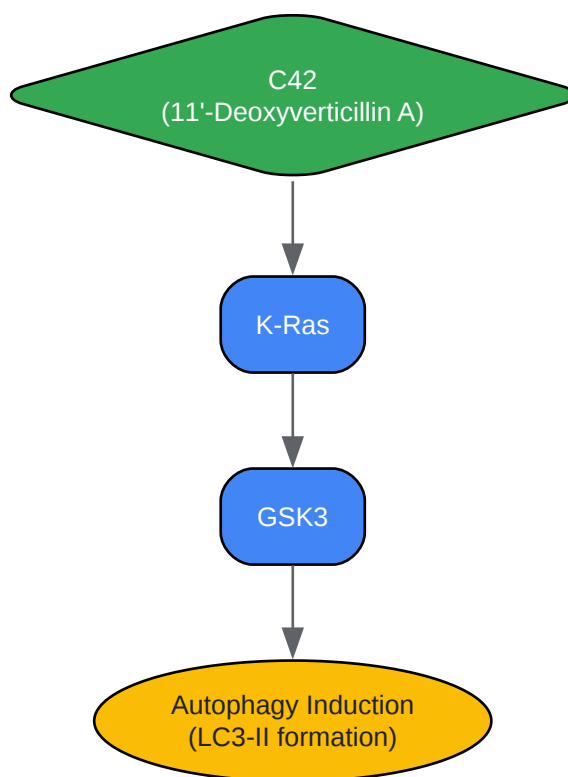 C42
(11'-Deoxyverticillin A)
K-Ras
GSK3
Autophagy Induction
(LC3-II formation)